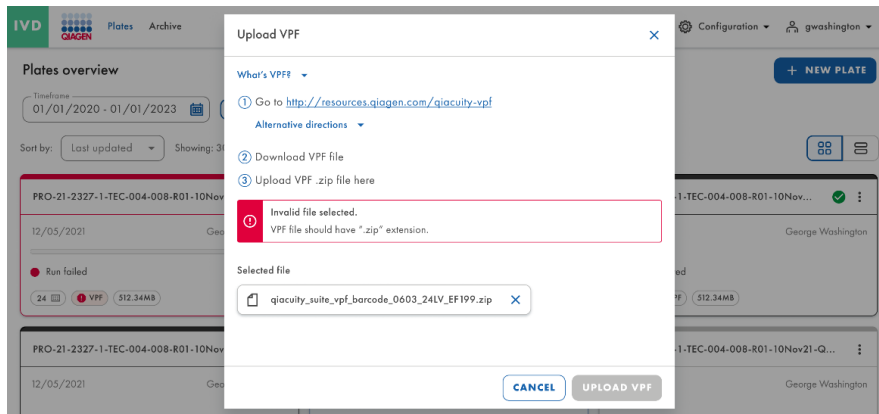 IVD
QIAGEN
Plates
Archive
Configuration
gwashington
Plates overview
+ NEW PLATE
Timeframe
01/01/2020 - 01/01/2023
Sort by:
Last updated
Showing:
Upload VPF
What's VPF?
1 Go to http://resources.qiagen.com/qiacuity-vpf
Alternative directions
2 Download VPF file
3 Upload VPF .zip file here
Invalid file selected.
VPF file should have ".zip" extension.
Selected file
qiacuity_suite_vpf_barcode_0603_24LV_EF199.zip
CANCEL
UPLOAD VPF
PRO-21-2327-1-TEC-004-008-R01-10Nov
-1-TEC-004-008-R01-10Nov...
12/05/2021
George Washington
Run failed
24
VPF
512.34MB
512.34MB
PRO-21-2327-1-TEC-004-008-R01-10Nov
-1-TEC-004-008-R01-10Nov21-Q...
12/05/2021
George Washington